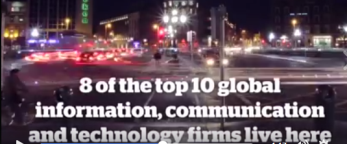 8 of the top 10 global
information, communication
and technology firms live here